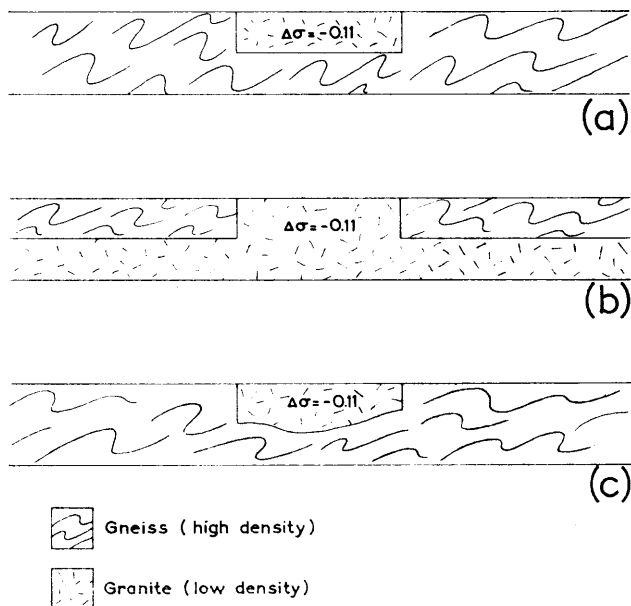 Δσ=-0.11
(a)
Δσ=-0.11
(b)
Δσ=-0.11
(c)
Gneiss (high density)
Granite (low density)